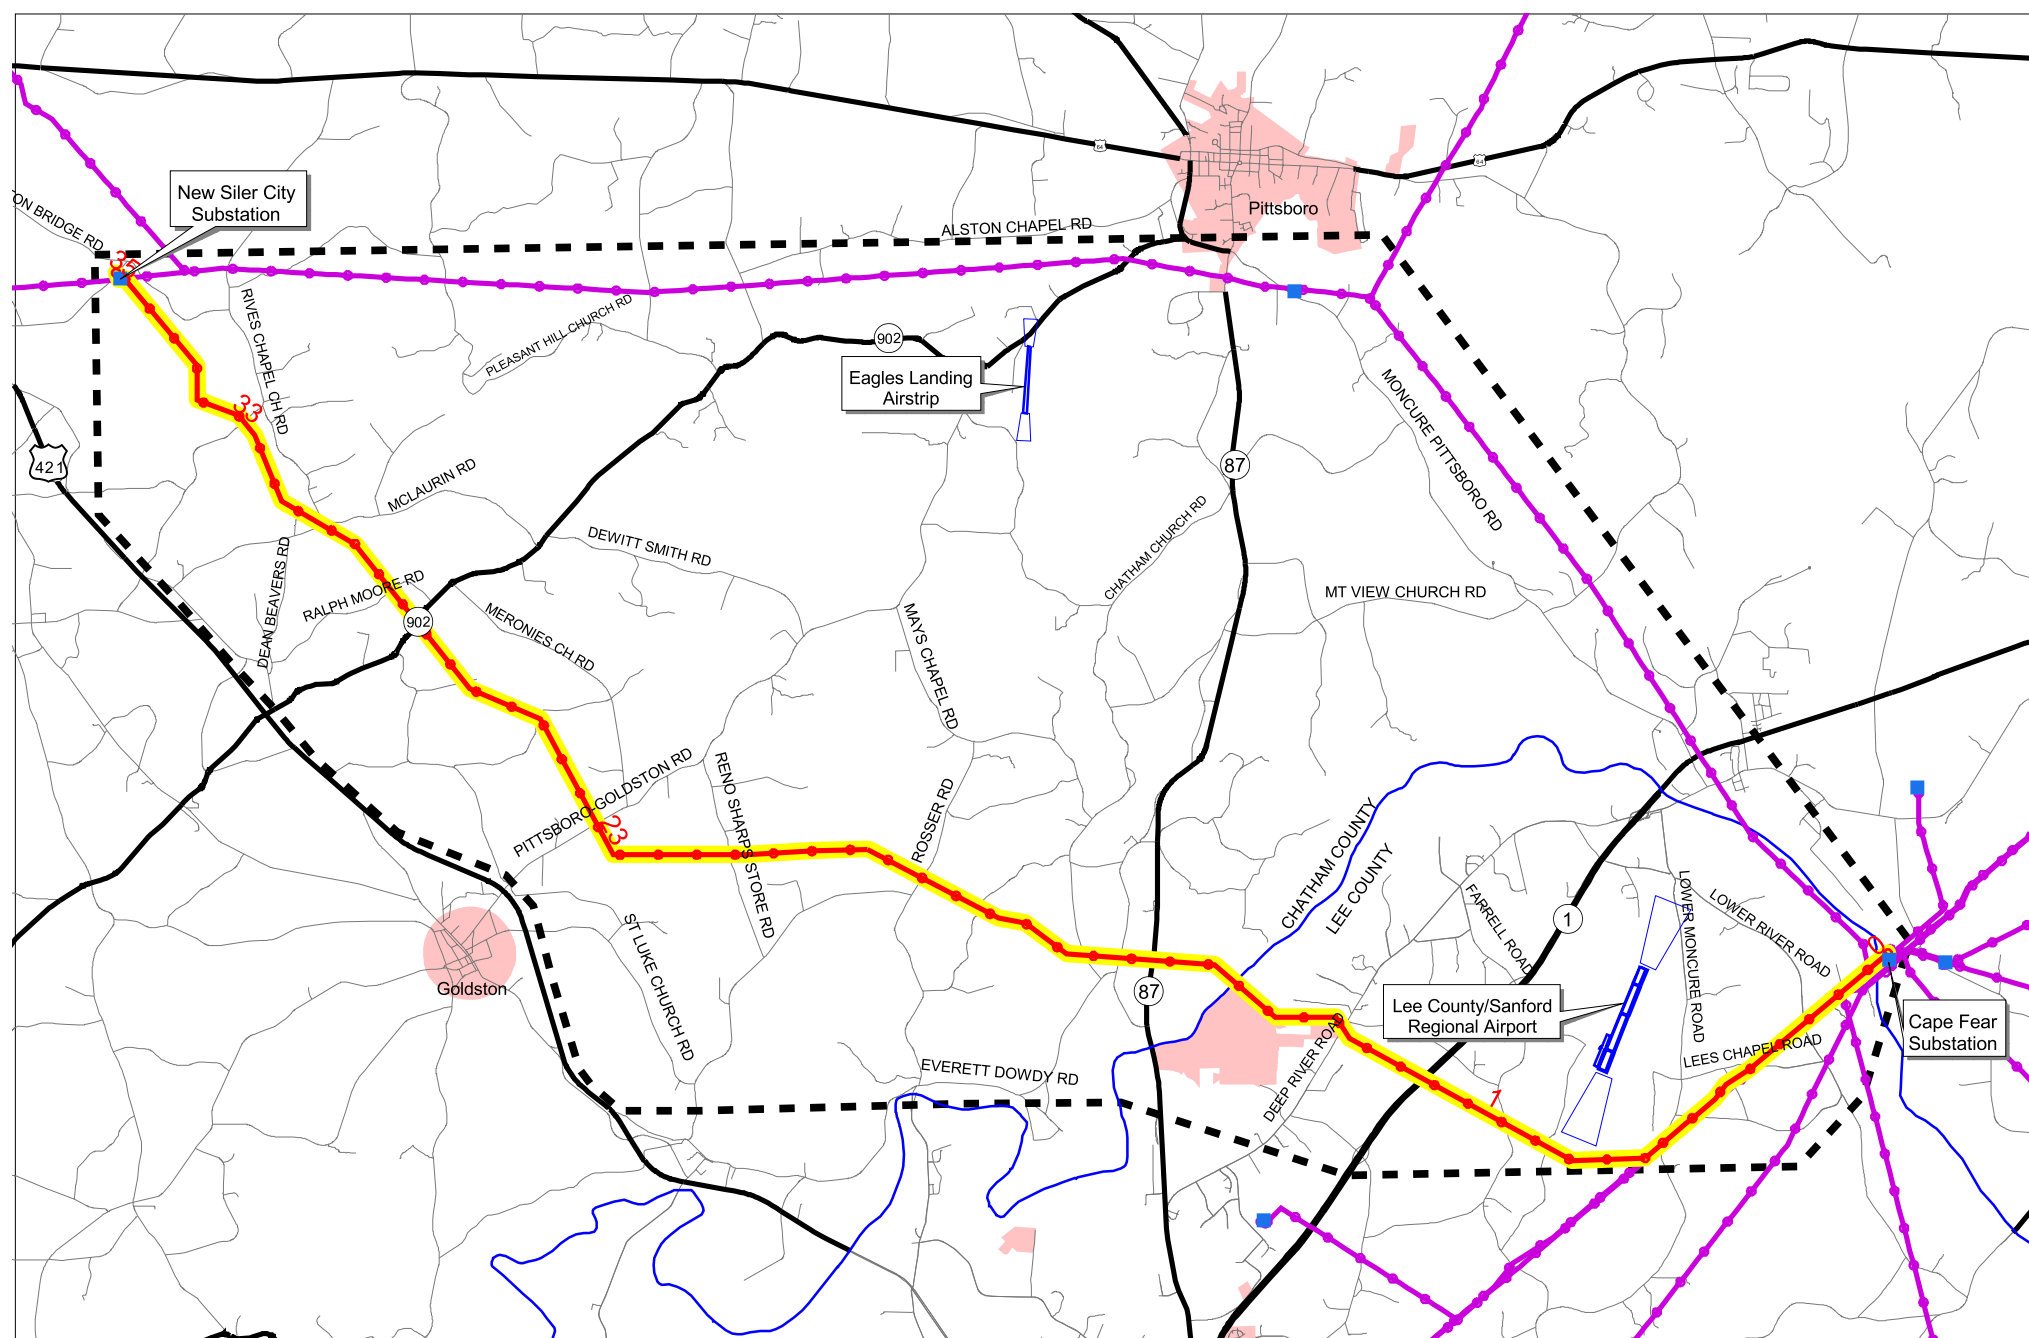 64
64
New Siler City
Substation
ON BRIDGE RD
Pittsboro
ALSTON CHAPEL RD
RIVES CHAPEL CH RD
PLEASANT HILL CHURCH RD
902
Eagles Landing
Airstrip
33
MONCURE PITTSBORO RD
421
87
MCLAURIN RD
CHATHAM CHURCH RD
DEWITT SMITH RD
DEAN BEAVERS RD
RALPH MOORE RD
902
MERONIES CH RD
MT VIEW CHURCH RD
MAYS CHAPEL RD
PITTSBORO-GOLDSTON RD
RENO SHARPS STORE RD
ROSSER RD
23
CHATHAM COUNTY
LEE COUNTY
FARRELL ROAD
1
LOWER MONCURE ROAD
LOWER RIVER ROAD
ST LUKE CHURCH RD
Goldston
87
Lee County/Sanford
Regional Airport
Cape Fear
Substation
DEEP RIVER ROAD
LEES CHAPEL ROAD
EVERETT DOWDY RD
1